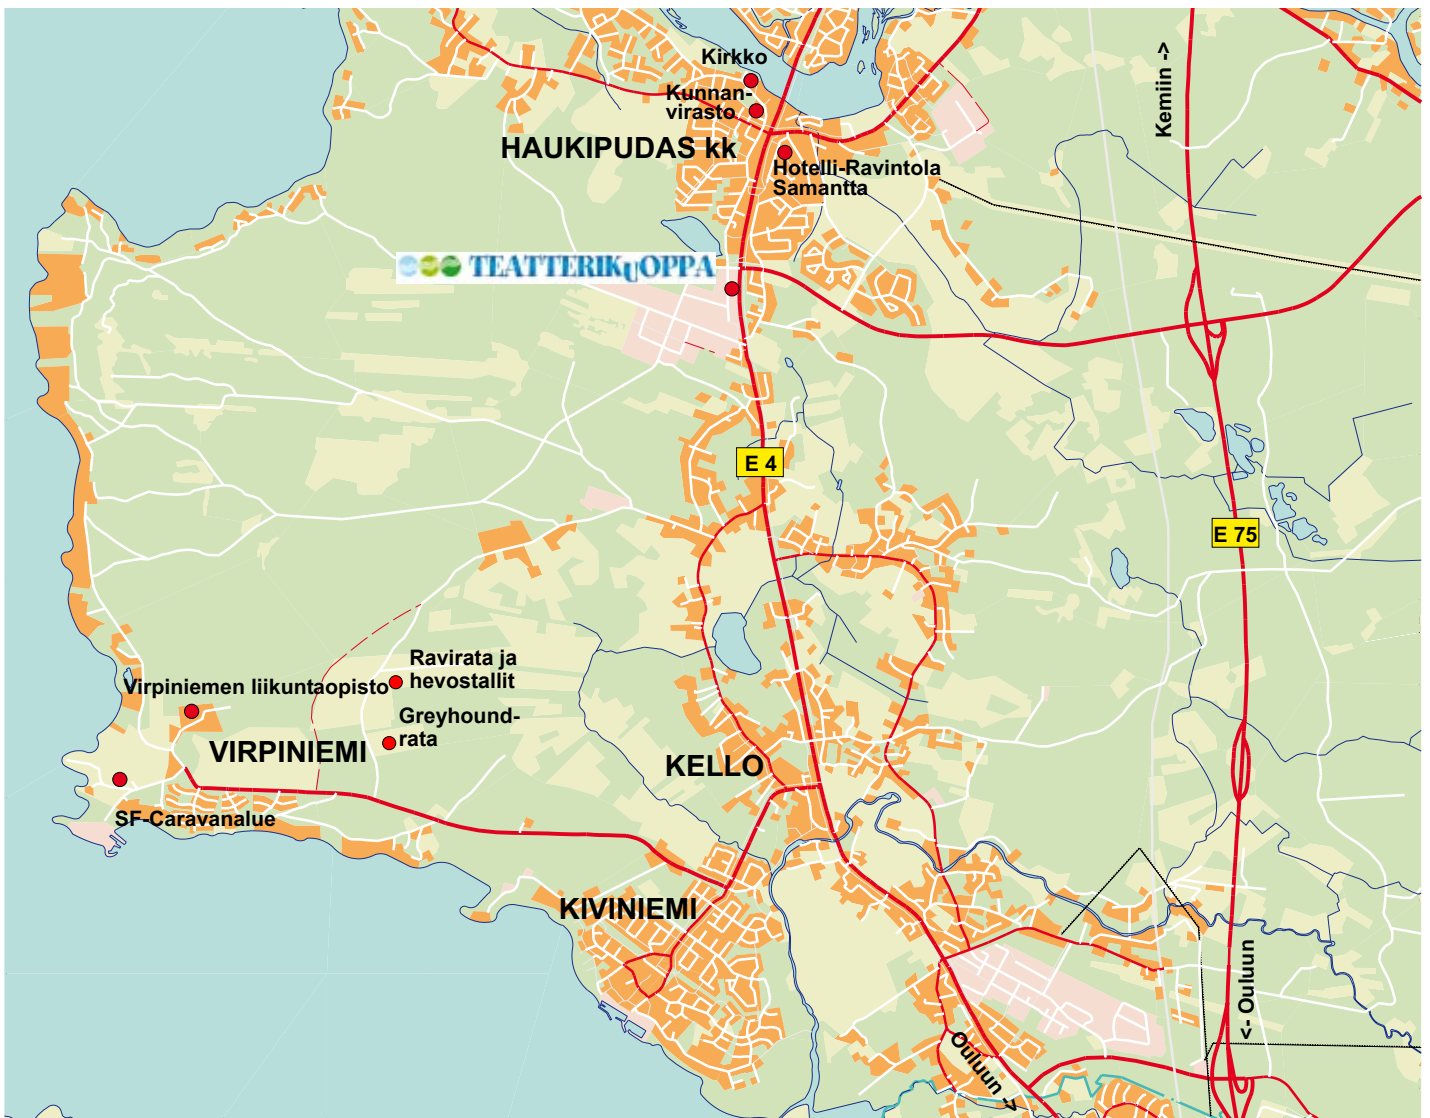 Kirkko
Kunnan-
virasto
HAUKIPUDAS kk
Hotelli-Ravintola
Samantta
Kemiin ->
TEATTERIKUOPPA
E 4
E 75
Ravirata ja
hevostallit
Virpiniemen liikuntaopisto
Greyhound-
rata
VIRPINIEMI
KELLO
SF-Caravanalue
KIVINIEMI
<- Ouluun
Ouluun ->